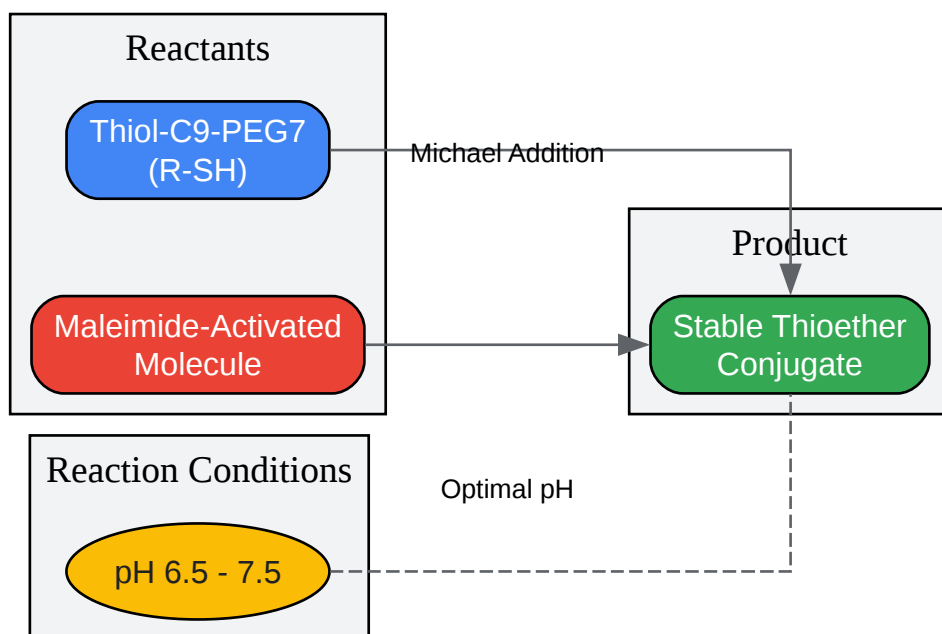 Reactants
Thiol-C9-PEG7
(R-SH)
Michael Addition
Product
Maleimide-Activated
Molecule
Stable Thioether
Conjugate
Reaction Conditions
Optimal pH
pH 6.5 - 7.5